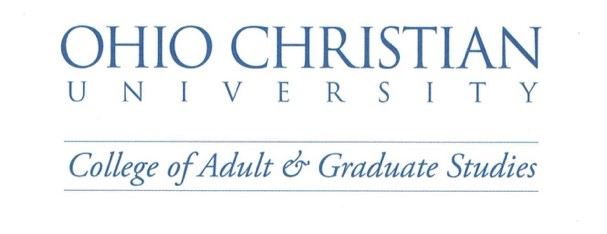 OHIO CHRISTIAN
UNIVERSITY
College of Adult & Graduate Studies